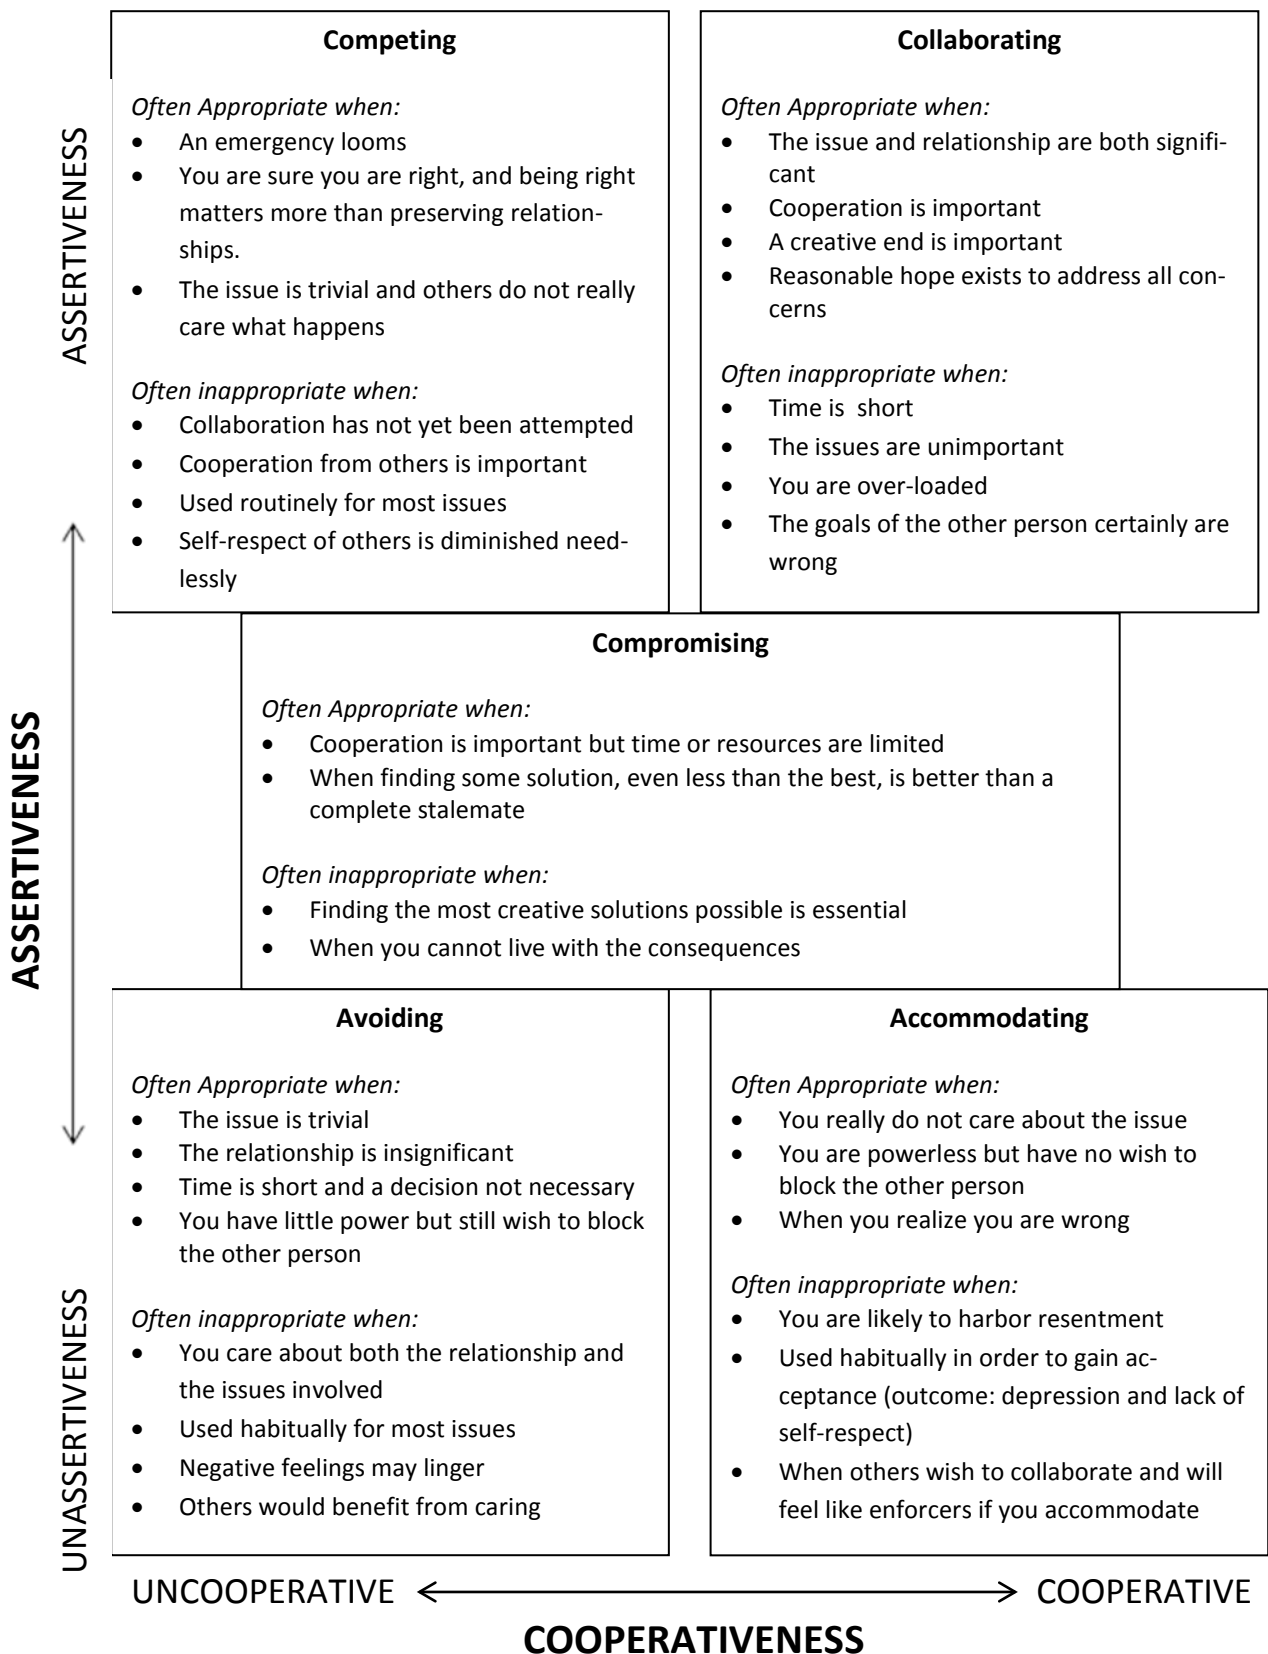 Competing
Often Appropriate when:
• An emergency looms
• You are sure you are right, and being right
matters more than preserving relation-
ships.
• The issue is trivial and others do not really
care what happens
Often inappropriate when:
• Collaboration has not yet been attempted
• Cooperation from others is important
• Used routinely for most issues
• Self-respect of others is diminished need-
lessly
Collaborating
Often Appropriate when:
• The issue and relationship are both signifi-
cant
• Cooperation is important
• A creative end is important
• Reasonable hope exists to address all con-
cerns
Often inappropriate when:
• Time is  short
• The issues are unimportant
• You are over-loaded
• The goals of the other person certainly are
wrong
Compromising
Often Appropriate when:
• Cooperation is important but time or resources are limited
• When finding some solution, even less than the best, is better than a
complete stalemate
Often inappropriate when:
• Finding the most creative solutions possible is essential
• When you cannot live with the consequences
Avoiding
Often Appropriate when:
• The issue is trivial
• The relationship is insignificant
• Time is short and a decision not necessary
• You have little power but still wish to block
the other person
Often inappropriate when:
• You care about both the relationship and
the issues involved
• Used habitually for most issues
• Negative feelings may linger
• Others would benefit from caring
Accommodating
Often Appropriate when:
• You really do not care about the issue
• You are powerless but have no wish to
block the other person
• When you realize you are wrong
Often inappropriate when:
• You are likely to harbor resentment
• Used habitually in order to gain ac-
ceptance (outcome: depression and lack of
self-respect)
• When others wish to collaborate and will
feel like enforcers if you accommodate
ASSERTIVENESS
ASSERTIVENESS
UNASSERTIVENESS
UNCOOPERATIVE
COOPERATIVE
COOPERATIVENESS